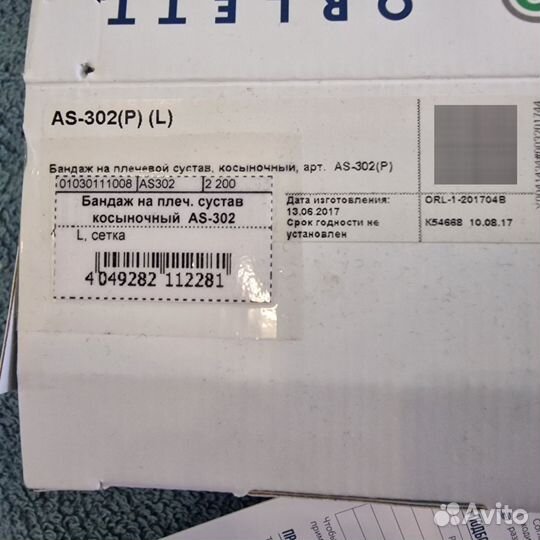 ORLETT
AS-302(P) (L)
Бандаж на плечевой сустав, косыночный, арт. AS-302(P)
01030111008 AS302 2 200
Бандаж на плеч. сустав
косыночный AS-302
L, сетка
4 049282 112281
Дата изготовления:
13.06.2017
Срок годности не
установлен
ORL-1-201704B
K54668 10.08.17
Avito